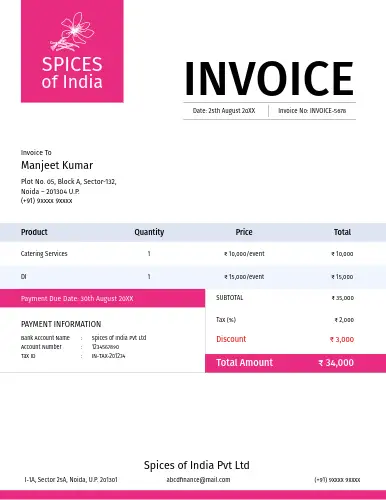 SPICES
of India
INVOICE
Date: 25th August 20XX
Invoice No: INVOICE-5678
Invoice To
Manjeet Kumar
Plot No. 05, Block A, Sector-132,
Noida – 201304 U.P.
(+91) 9XXXX 9XXXX
Product Quantity Price Total
Catering Services 1 ₹ 10,000/event ₹ 10,000
DJ 1 ₹ 15,000/event ₹ 15,000
Payment Due Date: 30th August 20XX
SUBTOTAL ₹ 35,000
Tax (%) ₹ 2,000
Discount ₹ 3,000
Total Amount ₹ 34,000
PAYMENT INFORMATION
Bank Account Name : Spices of India Pvt Ltd
Account Number : 1234567890
TAX ID : IN-TAX-201234
Spices of India Pvt Ltd
I-1A, Sector 25A, Noida, U.P. 201301
abcdfinance@mail.com
(+91) 9XXXX 9XXXX